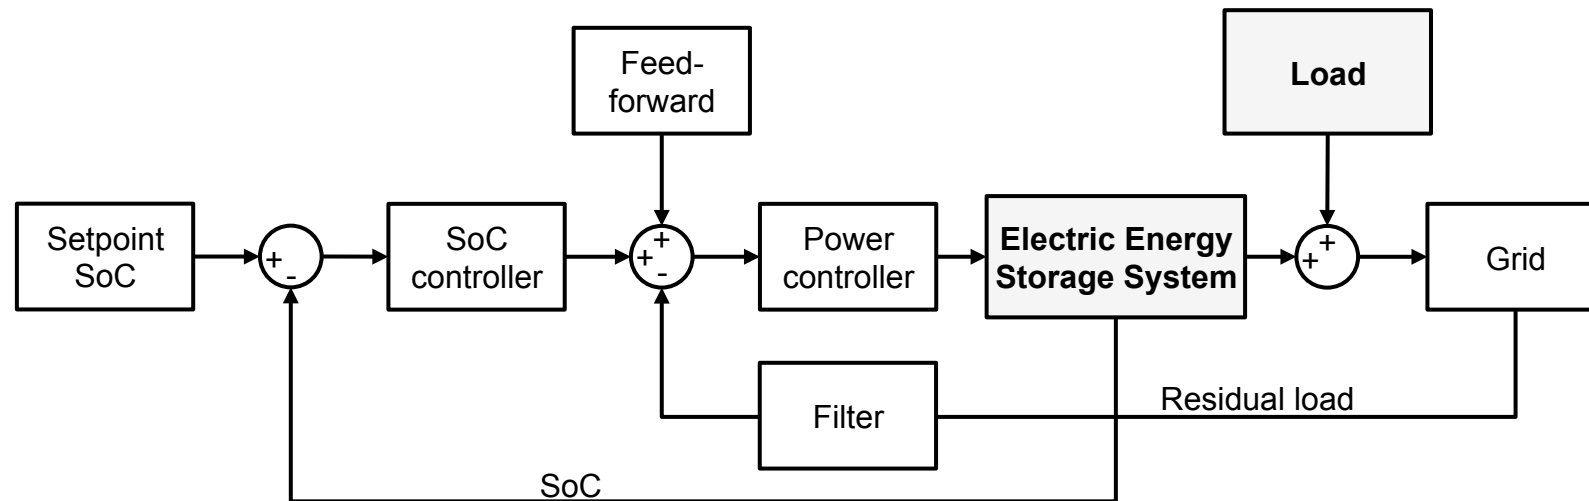 Feed-
forward
Load
Setpoint
SoC
+
-
SoC
controller
+
+
-
Power
controller
Electric Energy
Storage System
+
+
Grid
Filter
Residual load
SoC